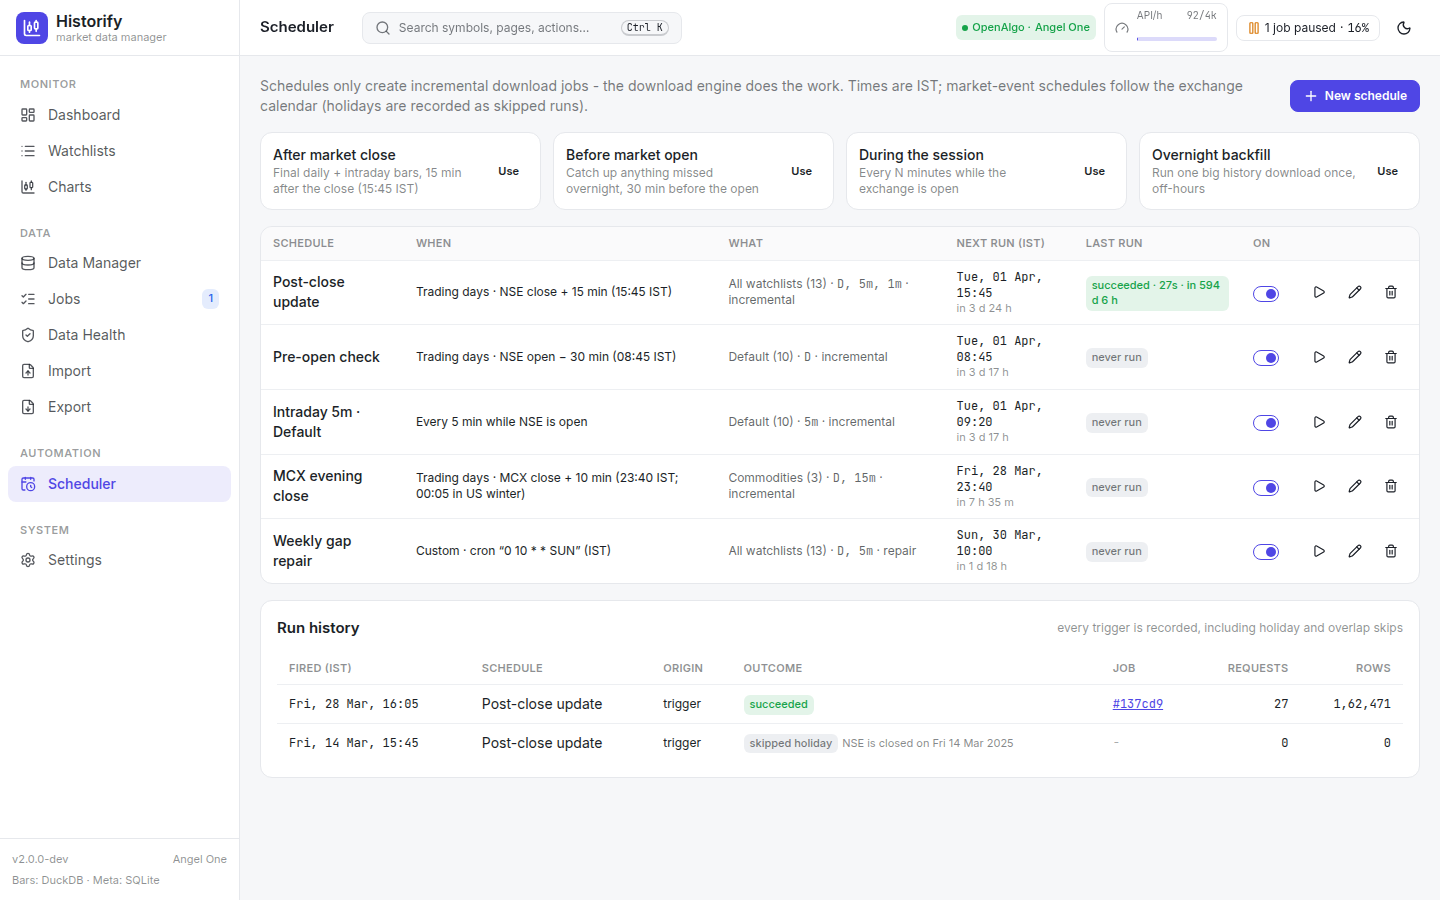 Historify
market data manager
Scheduler
Search symbols, pages, actions...
Ctrl K
OpenAlgo · Angel One
API/h 92/4k
1 job paused · 16%
MONITOR
Dashboard
Watchlists
Charts
DATA
Data Manager
Jobs 1
Data Health
Import
Export
AUTOMATION
Scheduler
SYSTEM
Settings
v2.0.0-dev Angel One
Bars: DuckDB · Meta: SQLite
Schedules only create incremental download jobs - the download engine does the work. Times are IST; market-event schedules follow the exchange
calendar (holidays are recorded as skipped runs).
New schedule
After market close
Final daily + intraday bars, 15 min
after the close (15:45 IST)
Use
Before market open
Catch up anything missed
overnight, 30 min before the open
Use
During the session
Every N minutes while the
exchange is open
Use
Overnight backfill
Run one big history download once,
off-hours
Use
SCHEDULE WHEN WHAT NEXT RUN (IST) LAST RUN ON
Post-close
update
Trading days · NSE close + 15 min (15:45 IST)
All watchlists (13) · D, 5m, 1m ·
incremental
Tue, 01 Apr,
15:45
in 3 d 24 h
succeeded · 27s · in 594
d 6 h
Pre-open check
Trading days · NSE open − 30 min (08:45 IST)
Default (10) · D · incremental
Tue, 01 Apr,
08:45
in 3 d 17 h
never run
Intraday 5m ·
Default
Every 5 min while NSE is open
Default (10) · 5m · incremental
Tue, 01 Apr,
09:20
in 3 d 17 h
never run
MCX evening
close
Trading days · MCX close + 10 min (23:40 IST;
00:05 in US winter)
Commodities (3) · D, 15m ·
incremental
Fri, 28 Mar,
23:40
in 7 h 35 m
never run
Weekly gap
repair
Custom · cron “0 10 * * SUN” (IST)
All watchlists (13) · D, 5m · repair
Sun, 30 Mar,
10:00
in 1 d 18 h
never run
Run history
every trigger is recorded, including holiday and overlap skips
FIRED (IST) SCHEDULE ORIGIN OUTCOME JOB REQUESTS ROWS
Fri, 28 Mar, 16:05 Post-close update trigger succeeded #137cd9 27 1,62,471
Fri, 14 Mar, 15:45 Post-close update trigger skipped holiday NSE is closed on Fri 14 Mar 2025 - 0 0